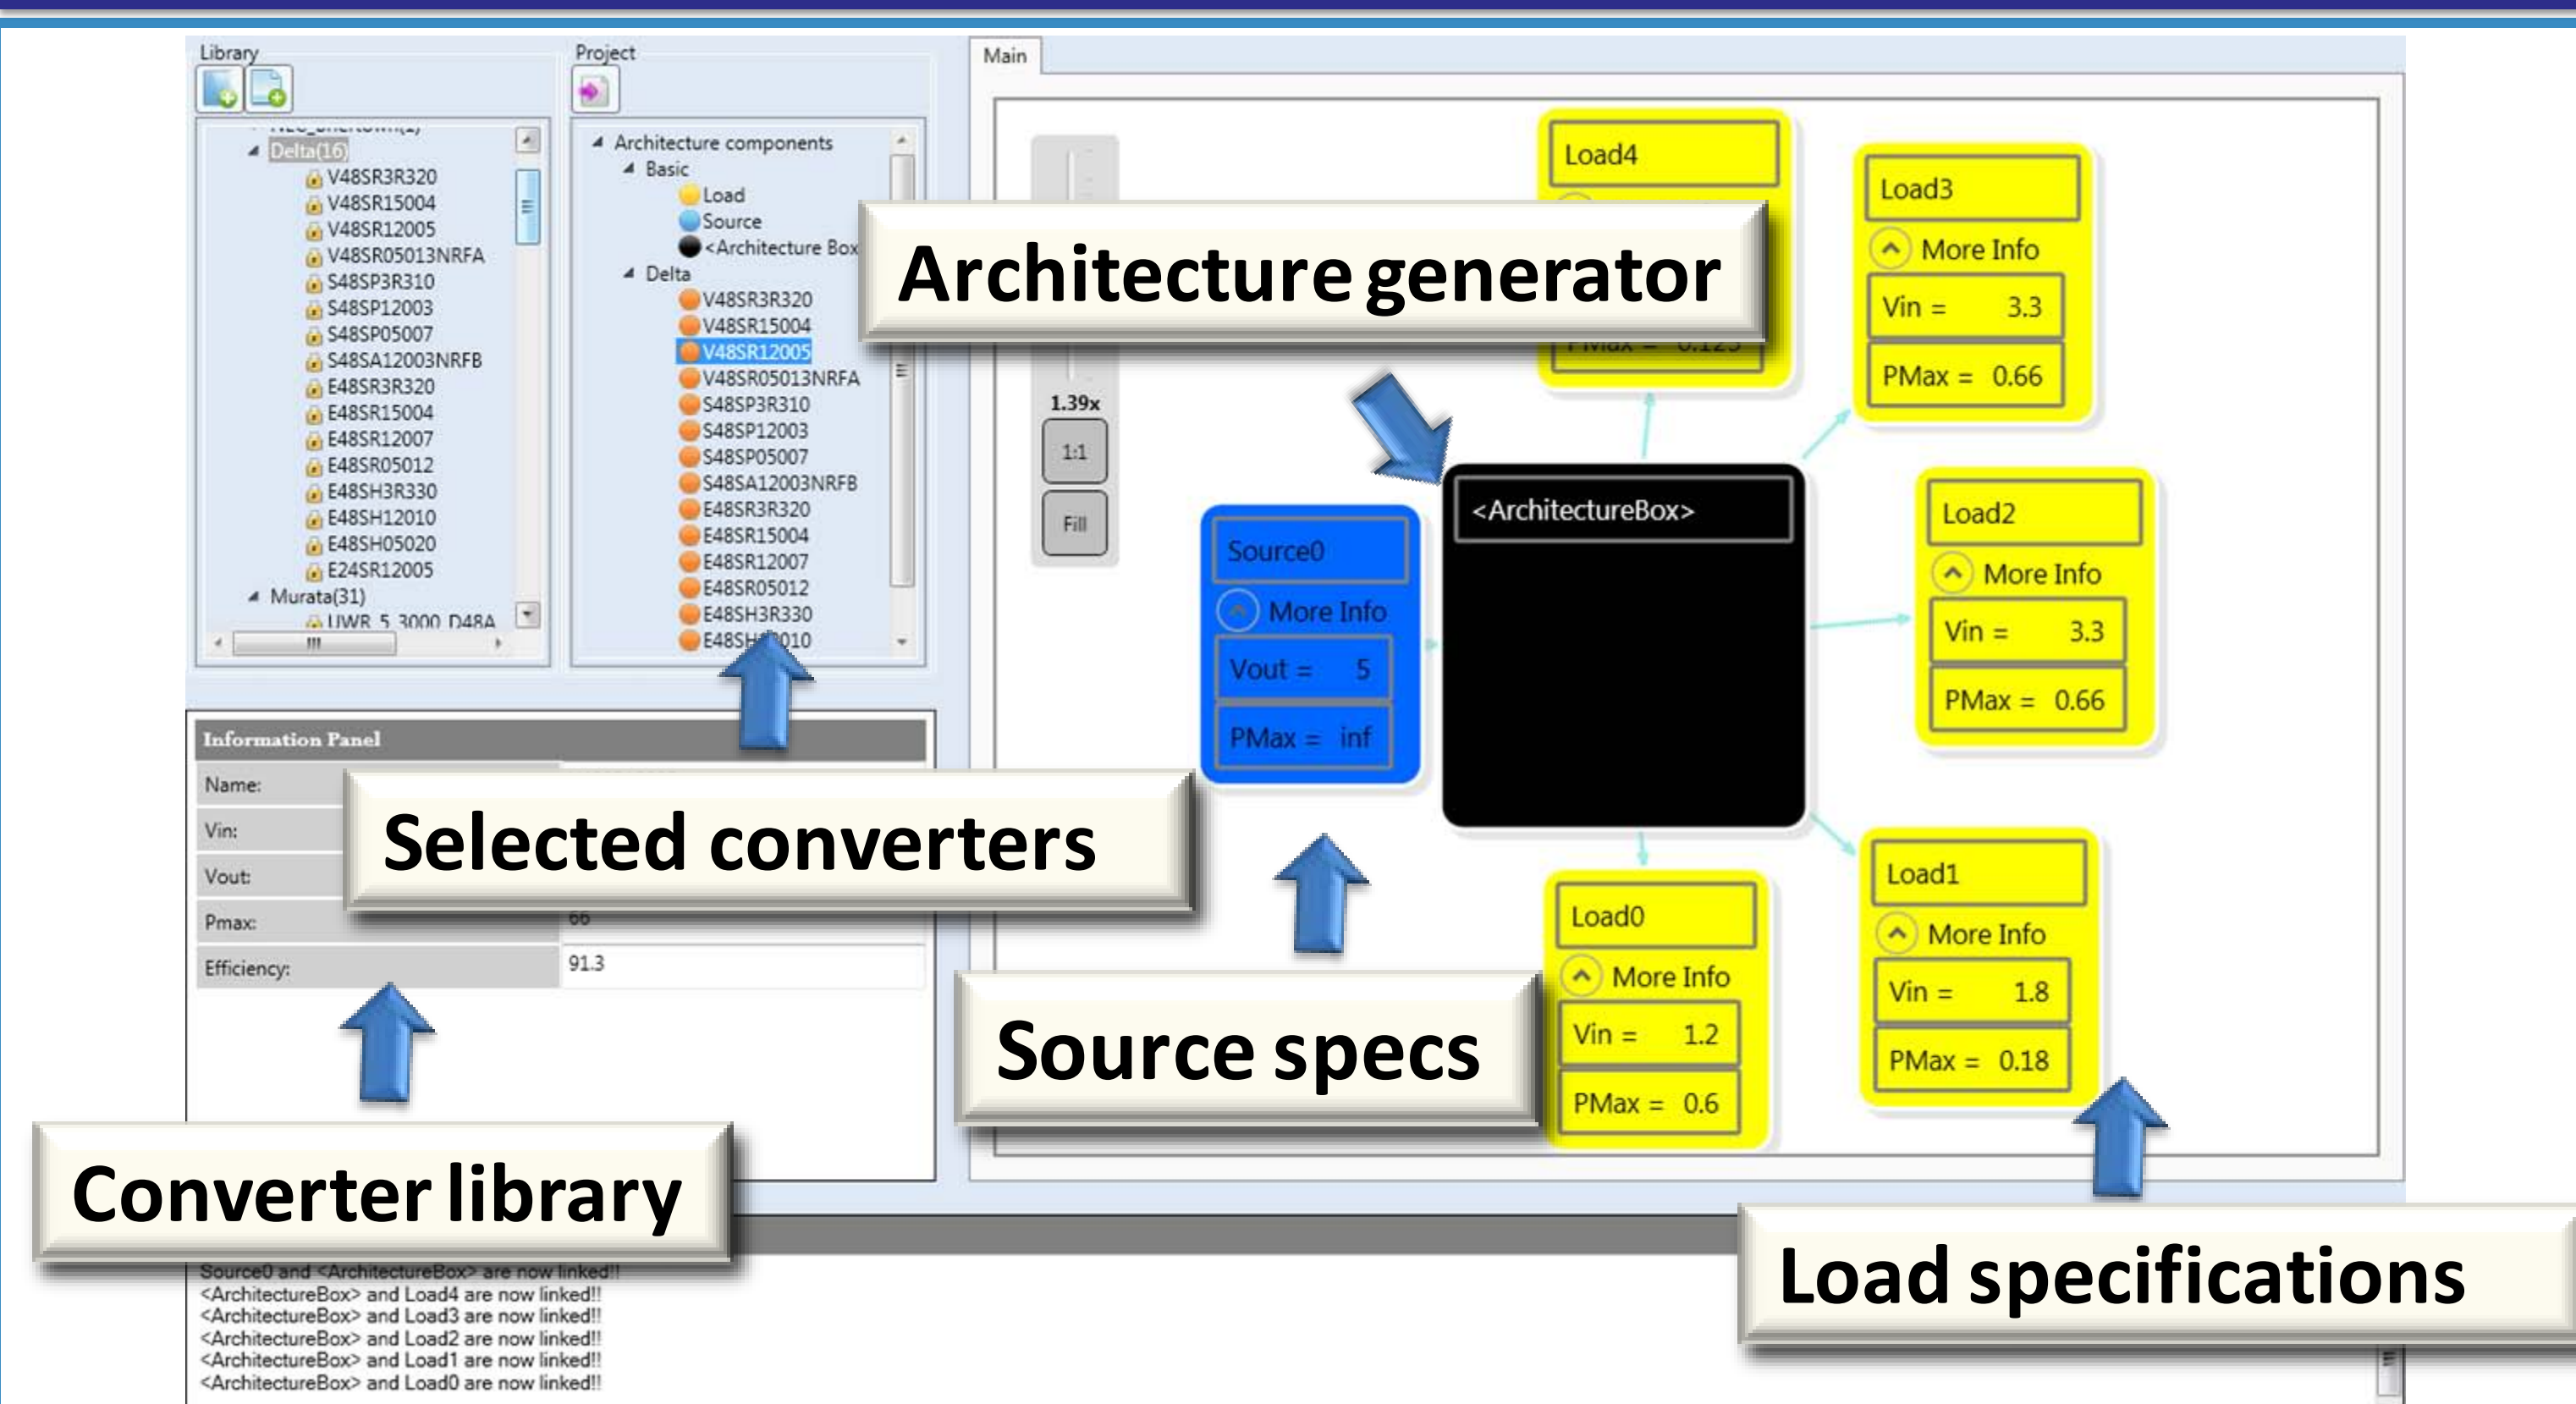 Library
Delta(16)
V48SR3R320
V48SR15004
V48SR12005
V48SR05013NRFA
S48SP3R310
S48SP12003
S48SP05007
S48SA12003NRFB
E48SR3R320
E48SR15004
E48SR12007
E48SR05012
E48SH3R330
E48SH12010
E48SH05020
E24SR12005
Murata(31)
UWR_5_3000_D48A
Project
Architecture components
Basic
Load
Source
<Architecture Box
Delta
V48SR3R320
V48SR15004
V48SR12005
V48SR05013NRFA
S48SP3R310
S48SP12003
S48SP05007
S48SA12003NRFB
E48SR3R320
E48SR15004
E48SR12007
E48SR05012
E48SH3R330
Information Panel
Name:
Vin:
Vout:
Pmax: 66
Efficiency: 91.3
Selected converters
Converter library
Main
1.39x
1:1
Fill
Architecture generator
Load4
PMax = 0.125
Load3
More Info
Vin = 3.3
PMax = 0.66
<ArchitectureBox>
Source0
More Info
Vout = 5
PMax = inf
Load2
More Info
Vin = 3.3
PMax = 0.66
Load1
More Info
Vin = 1.8
PMax = 0.18
Load0
More Info
Vin = 1.2
PMax = 0.6
Source specs
Load specifications
Source0 and <ArchitectureBox> are now linked!!
<ArchitectureBox> and Load4 are now linked!!
<ArchitectureBox> and Load3 are now linked!!
<ArchitectureBox> and Load2 are now linked!!
<ArchitectureBox> and Load1 are now linked!!
<ArchitectureBox> and Load0 are now linked!!